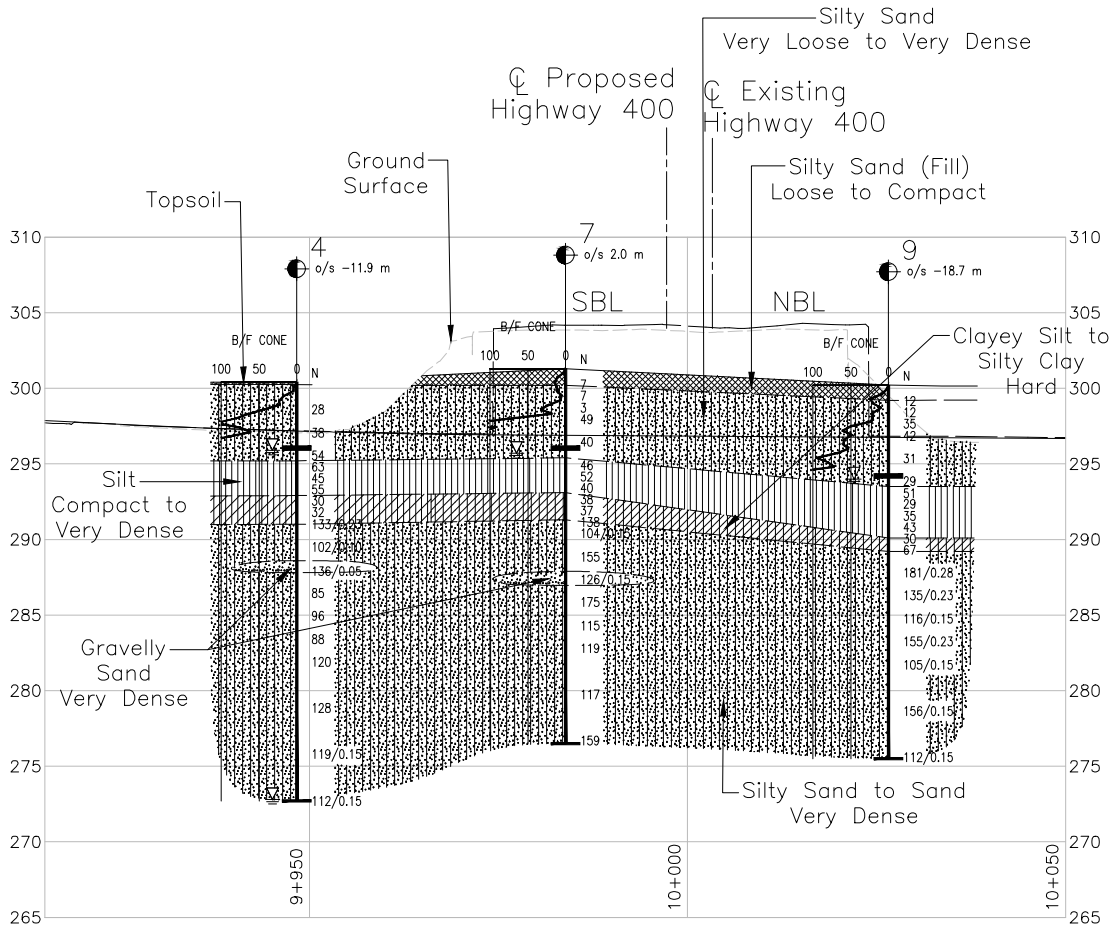 Silty Sand
Very Loose to Very Dense
℄ Proposed
Highway 400
℄ Existing
Highway 400
Ground
Surface
Silty Sand (Fill)
Loose to Compact
Topsoil
310
4
o/s -11.9 m
7
o/s 2.0 m
9
o/s -18.7 m
310
305
SBL
NBL
305
B/F CONE
100 50 0
N
B/F CONE
100 50 0
N
B/F CONE
100 50 0
N
Clayey Silt to
Silty Clay
Hard
300
300
28
38
54
63
45
55
30
32
133/0.23
102/0.10
136/0.05
85
96
88
120
128
119/0.15
112/0.15
7
7
3
49
40
46
52
40
38
37
138
104/0.15
155
126/0.15
175
115
119
117
159
12
12
35
42
31
29
51
29
35
43
30
67
181/0.28
135/0.23
116/0.15
155/0.23
105/0.15
156/0.15
112/0.15
295
295
Silt
Compact to
Very Dense
290
290
285
285
Gravelly
Sand
Very Dense
280
280
275
275
Silty Sand to Sand
Very Dense
270
270
9+950
10+000
10+050
265
265